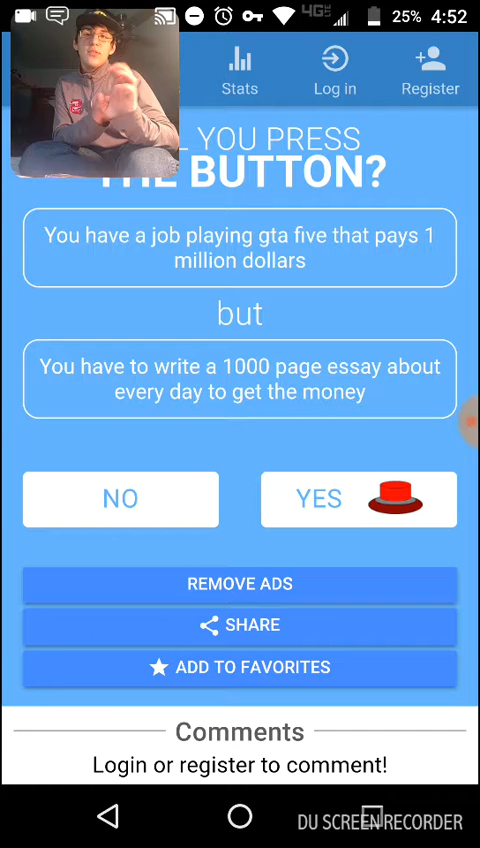 4G
25% 4:52
Stats
Log in
Register
YOU PRESS
THE BUTTON?
You have a job playing gta five that pays 1
million dollars
but
You have to write a 1000 page essay about
every day to get the money
NO
YES
REMOVE ADS
SHARE
ADD TO FAVORITES
Comments
Login or register to comment!
DU SCREEN RECORDER